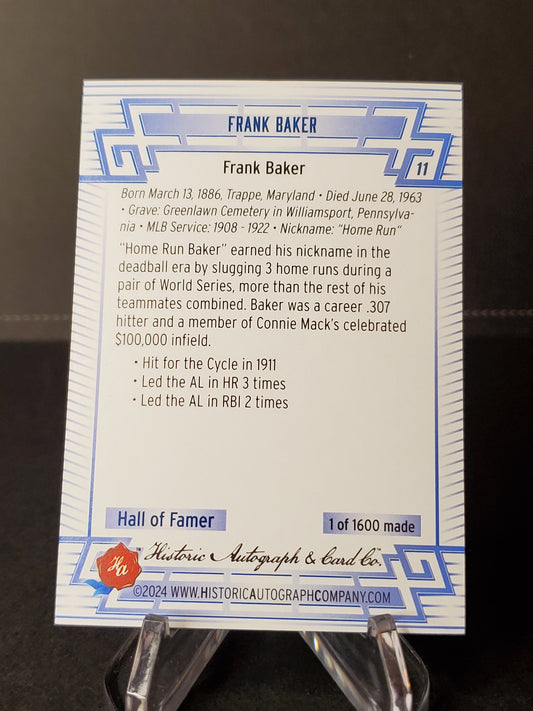 FRANK BAKER
Frank Baker
11
Born March 13, 1886, Trappe, Maryland • Died June 28, 1963
• Grave: Greenlawn Cemetery in Williamsport, Pennsylva-
nia • MLB Service: 1908 - 1922 • Nickname: "Home Run"
"Home Run Baker" earned his nickname in the
deadball era by slugging 3 home runs during a
pair of World Series, more than the rest of his
teammates combined. Baker was a career .307
hitter and a member of Connie Mack's celebrated
$100,000 infield.
• Hit for the Cycle in 1911
• Led the AL in HR 3 times
• Led the AL in RBI 2 times
Hall of Famer
1 of 1600 made
HA
Historic Autograph & Card Co.™
©2024 WWW.HISTORICAUTOGRAPHCOMPANY.COM